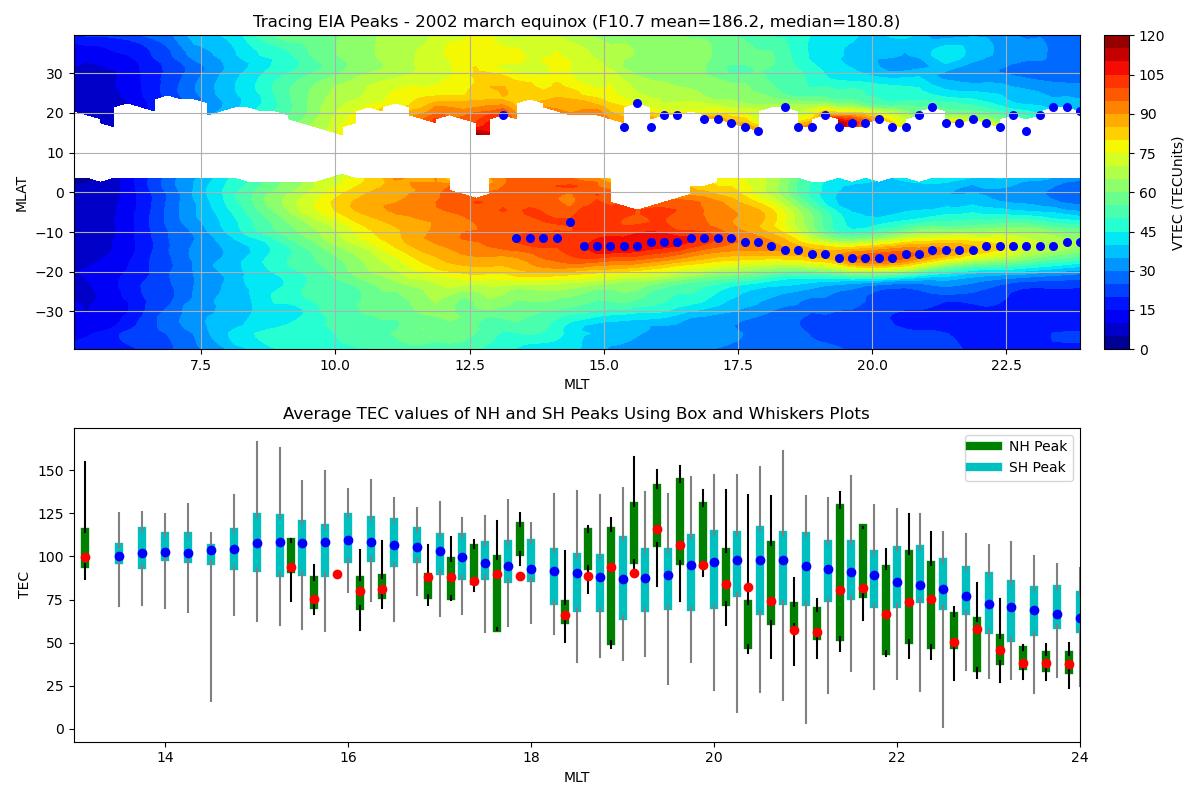 Tracing EIA Peaks - 2002 march equinox (F10.7 mean=186.2, median=180.8)
MLAT
30
20
10
0
−10
−20
−30
7.5 10.0 12.5 15.0 17.5 20.0 22.5
MLT
120
105
90
75
60
45
30
15
0
VTEC (TECUnits)
Average TEC values of NH and SH Peaks Using Box and Whiskers Plots
NH Peak
SH Peak
TEC
150
125
100
75
50
25
0
14 16 18 20 22 24
MLT